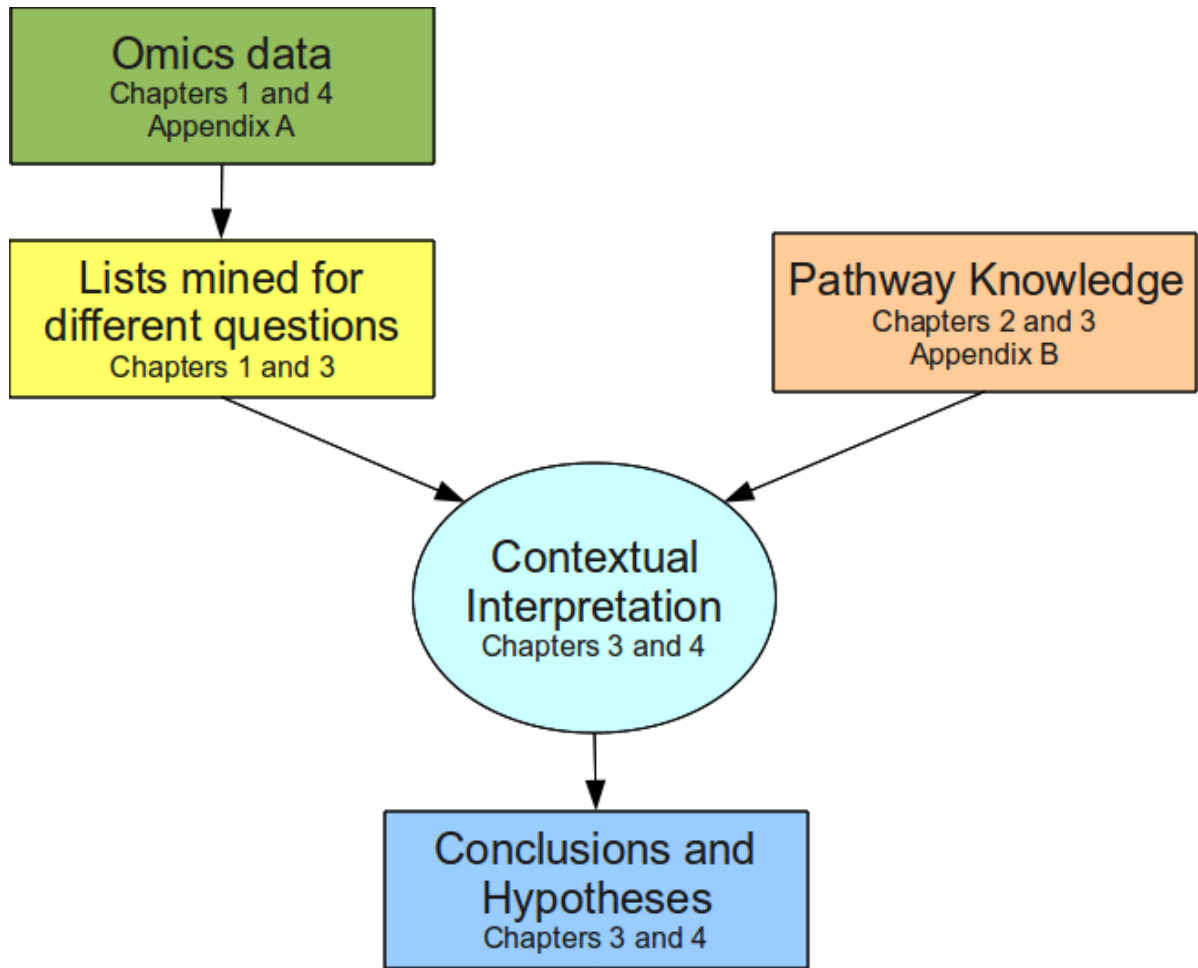 Omics data
Chapters 1 and 4
Appendix A
Lists mined for
different questions
Chapters 1 and 3
Pathway Knowledge
Chapters 2 and 3
Appendix B
Contextual
Interpretation
Chapters 3 and 4
Conclusions and
Hypotheses
Chapters 3 and 4